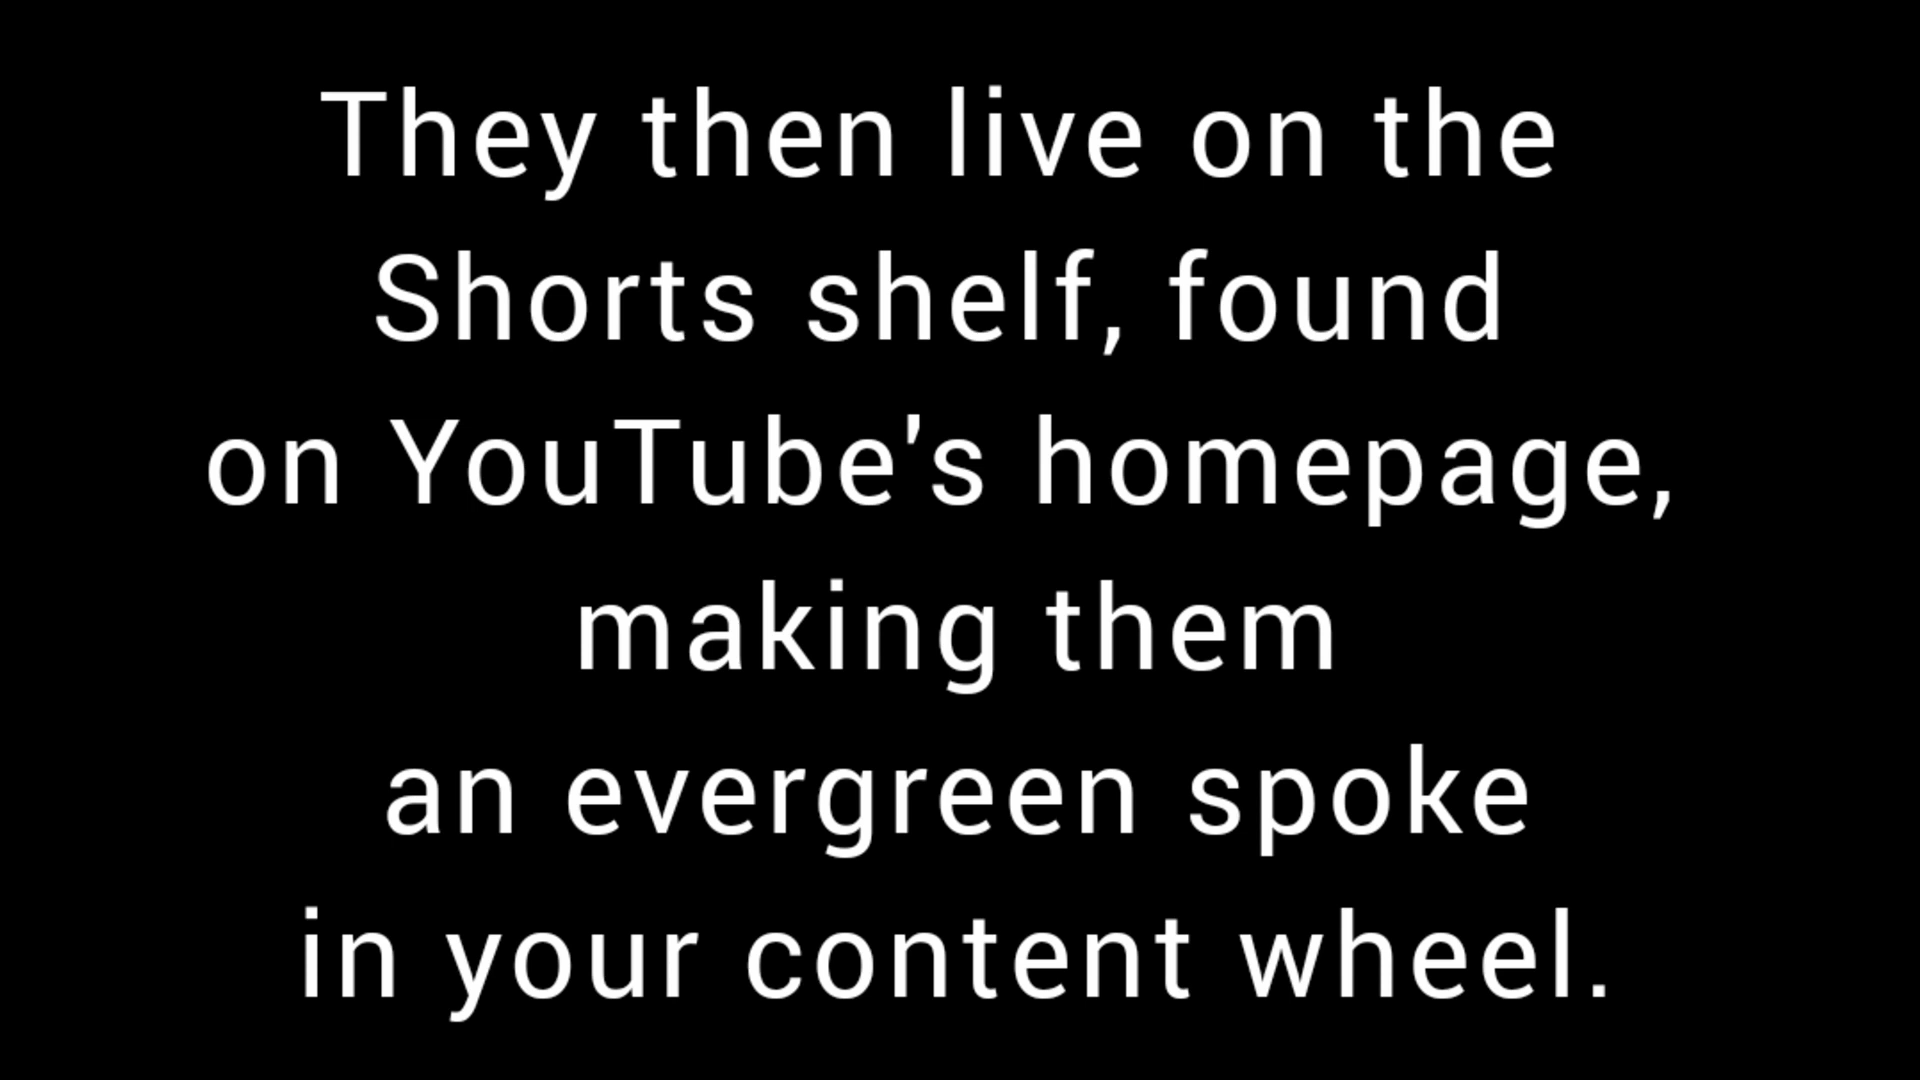 They then live on the
Shorts shelf, found
on YouTube's homepage,
making them
an evergreen spoke
in your content wheel.